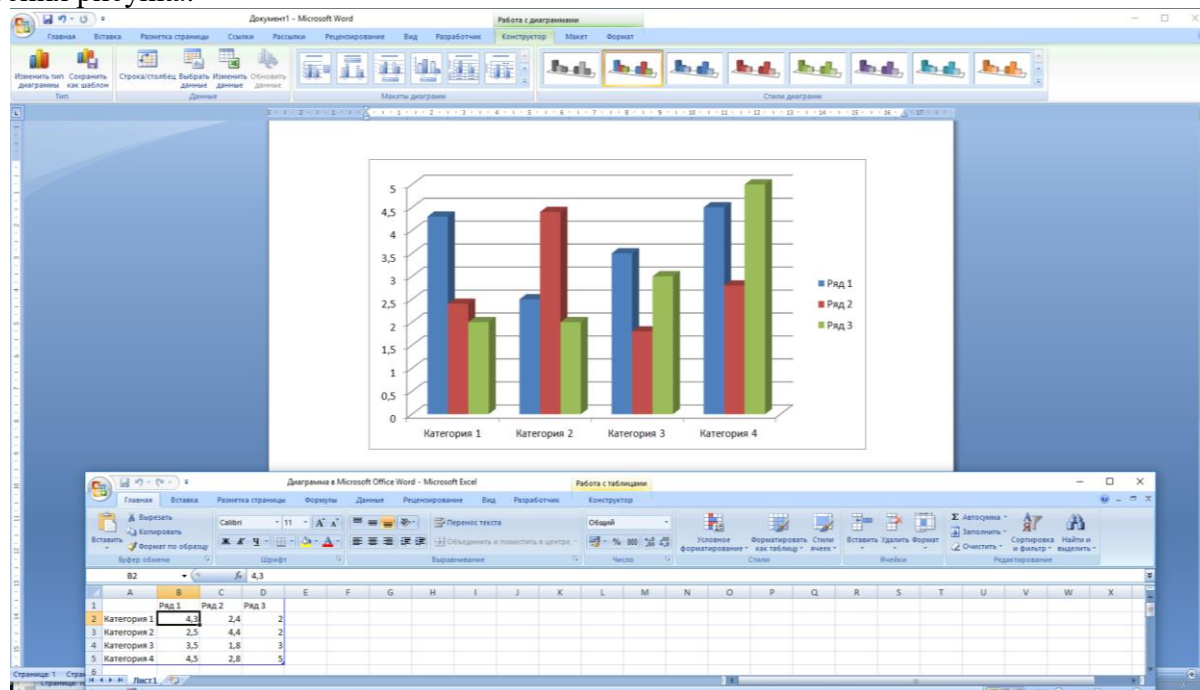 рисунка.
Документ1 - Microsoft Word
Работа с диаграммами
Главная Вставка Разметка страницы Ссылки Рассылки Рецензирование Вид Разработчик Конструктор Макет Формат
Изменить тип диаграммы
Сохранить как шаблон
Строка/столбец
Выбрать данные
Изменить данные
Обновить данные
Тип Данные Макеты диаграмм Стили диаграмм
5
4,5
4
3,5
3
2,5
2
1,5
1
0,5
0
Категория 1 Категория 2 Категория 3 Категория 4
Ряд 1
Ряд 2
Ряд 3
Диаграмма в Microsoft Office Word - Microsoft Excel
Работа с таблицами
Главная Вставка Разметка страницы Формулы Данные Рецензирование Вид Разработчик Конструктор
Вставить
Вырезать
Копировать
Формат по образцу
Calibri 11
Ж К Ч
Перенос текста
Объединить и поместить в центре
Общий
% 000
Условное форматирование
Форматировать как таблицу
Стили ячеек
Вставить Удалить Формат
Σ Автосумма
Заполнить
Очистить
Сортировка и фильтр
Найти и выделить
Буфер обмена Шрифт Выравнивание Число Стили Ячейки Редактирование
B2 fx 4,3
A B C D E F G H I J K L M N O P Q R S T U V W X
1 Ряд 1 Ряд 2 Ряд 3
2 Категория 1 4,3 2,4 2
3 Категория 2 2,5 4,4 2
4 Категория 3 3,5 1,8 3
5 Категория 4 4,5 2,8 5
6
Лист1
Страница: 1